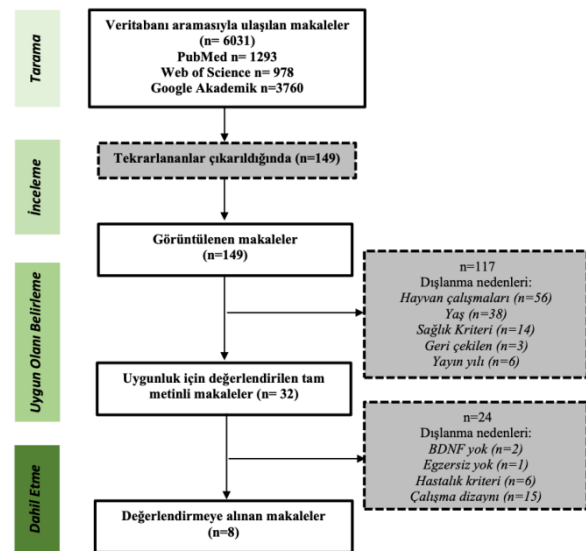 Tarama
Veritabanı aramasıyla ulaşılan makaleler
(n= 6031)
PubMed n= 1293
Web of Science n= 978
Google Akademik n=3760
İnceleme
Tekrarlananlar çıkarıldığında (n=149)
Görüntülenen makaleler
(n=149)
n=117
Dışlanma nedenleri:
Hayvan çalışmaları (n=56)
Yaş (n=38)
Sağlık Kriteri (n=14)
Geri çekilen (n=3)
Yayın yılı (n=6)
Uygun Olanı Belirleme
Uygunluk için değerlendirilen tam
metinli makaleler (n= 32)
n=24
Dışlanma nedenleri:
BDNF yok (n=2)
Egzersiz yok (n=1)
Hastalık kriteri (n=6)
Çalışma dizaynı (n=15)
Dahil Etme
Değerlendirmeye alınan makaleler
(n=8)